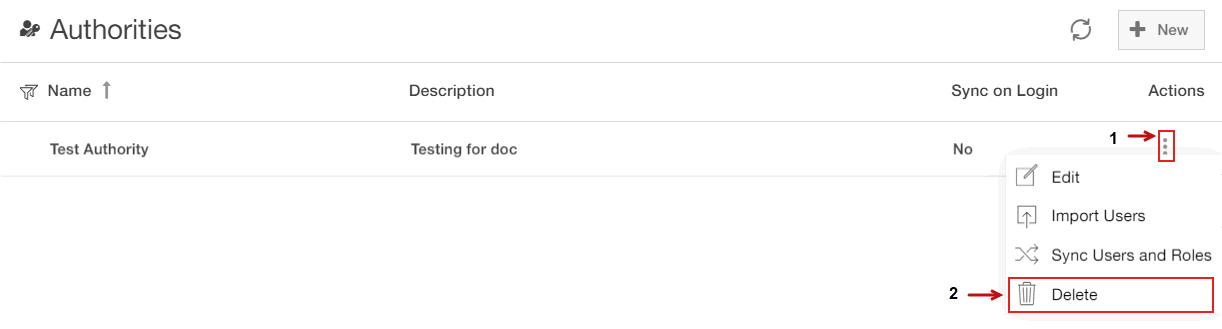 Authorities
New
Name Description Sync on Login Actions
Test Authority Testing for doc No 1
Edit
Import Users
Sync Users and Roles
2 Delete